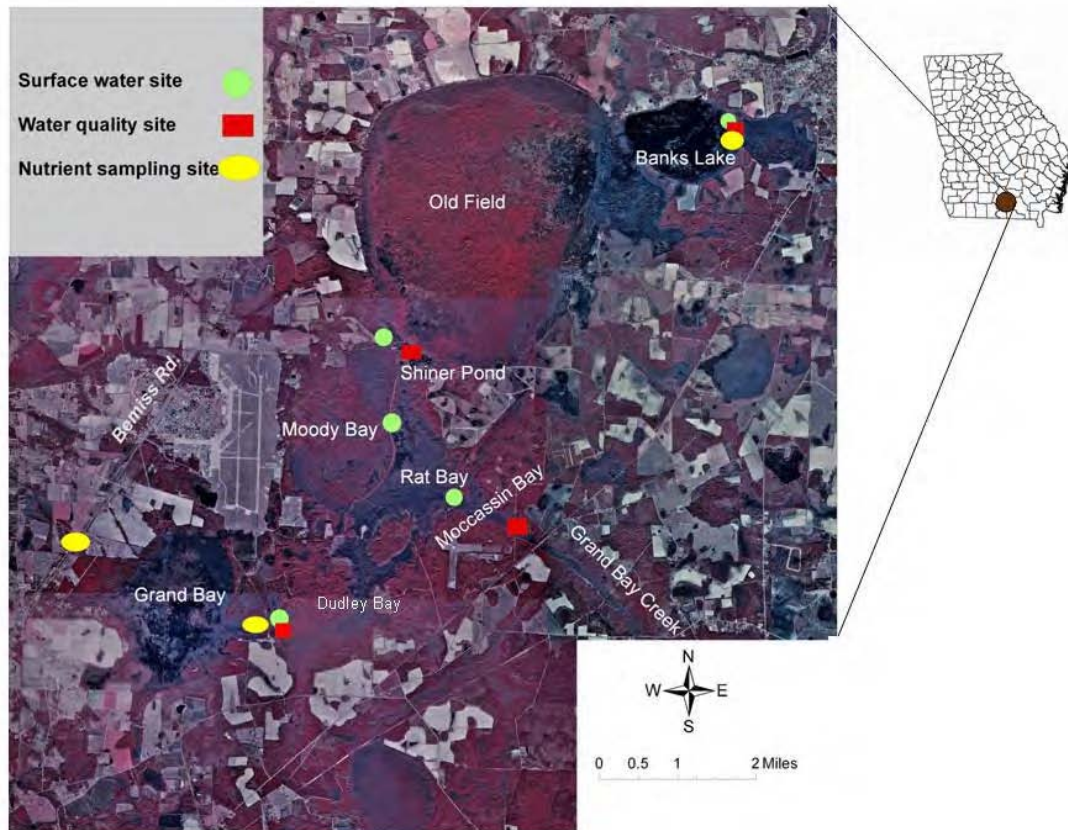 Surface water site
Water quality site
Nutrient sampling site
Banks Lake
Old Field
Shiner Pond
Bemiss Rd.
Moody Bay
Rat Bay
Moccassin Bay
Grand Bay Creek
Grand Bay
Dudley Bay
N
W E
S
0 0.5 1 2 Miles